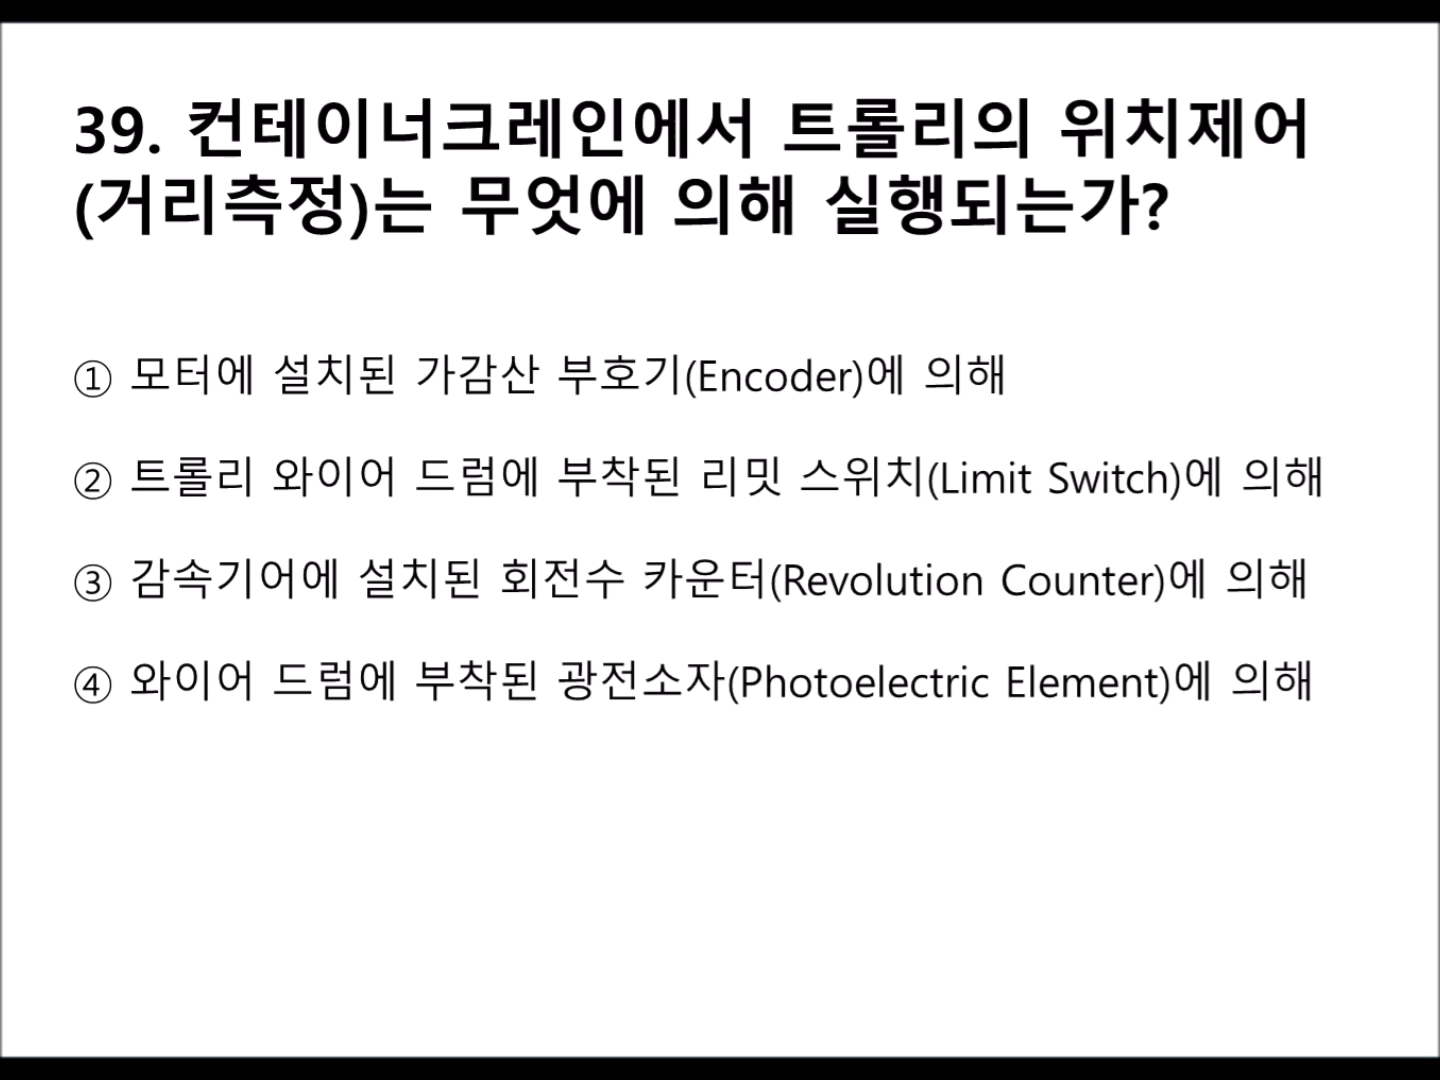 39. 컨테이너크레인에서 트롤리의 위치제어
(거리측정)는 무엇에 의해 실행되는가?
① 모터에 설치된 가감산 부호기(Encoder)에 의해
② 트롤리 와이어 드럼에 부착된 리밋 스위치(Limit Switch)에 의해
③ 감속기어에 설치된 회전수 카운터(Revolution Counter)에 의해
④ 와이어 드럼에 부착된 광전소자(Photoelectric Element)에 의해